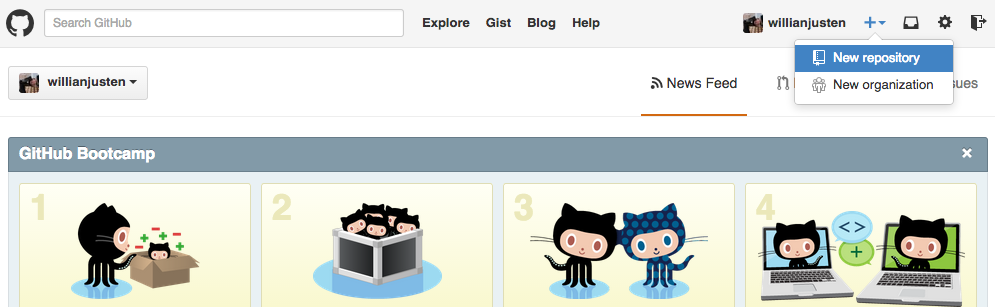 Search GitHub Explore Gist Blog Help willianjusten
New repository
New organization
willianjusten News Feed
GitHub Bootcamp
1 2 3 4